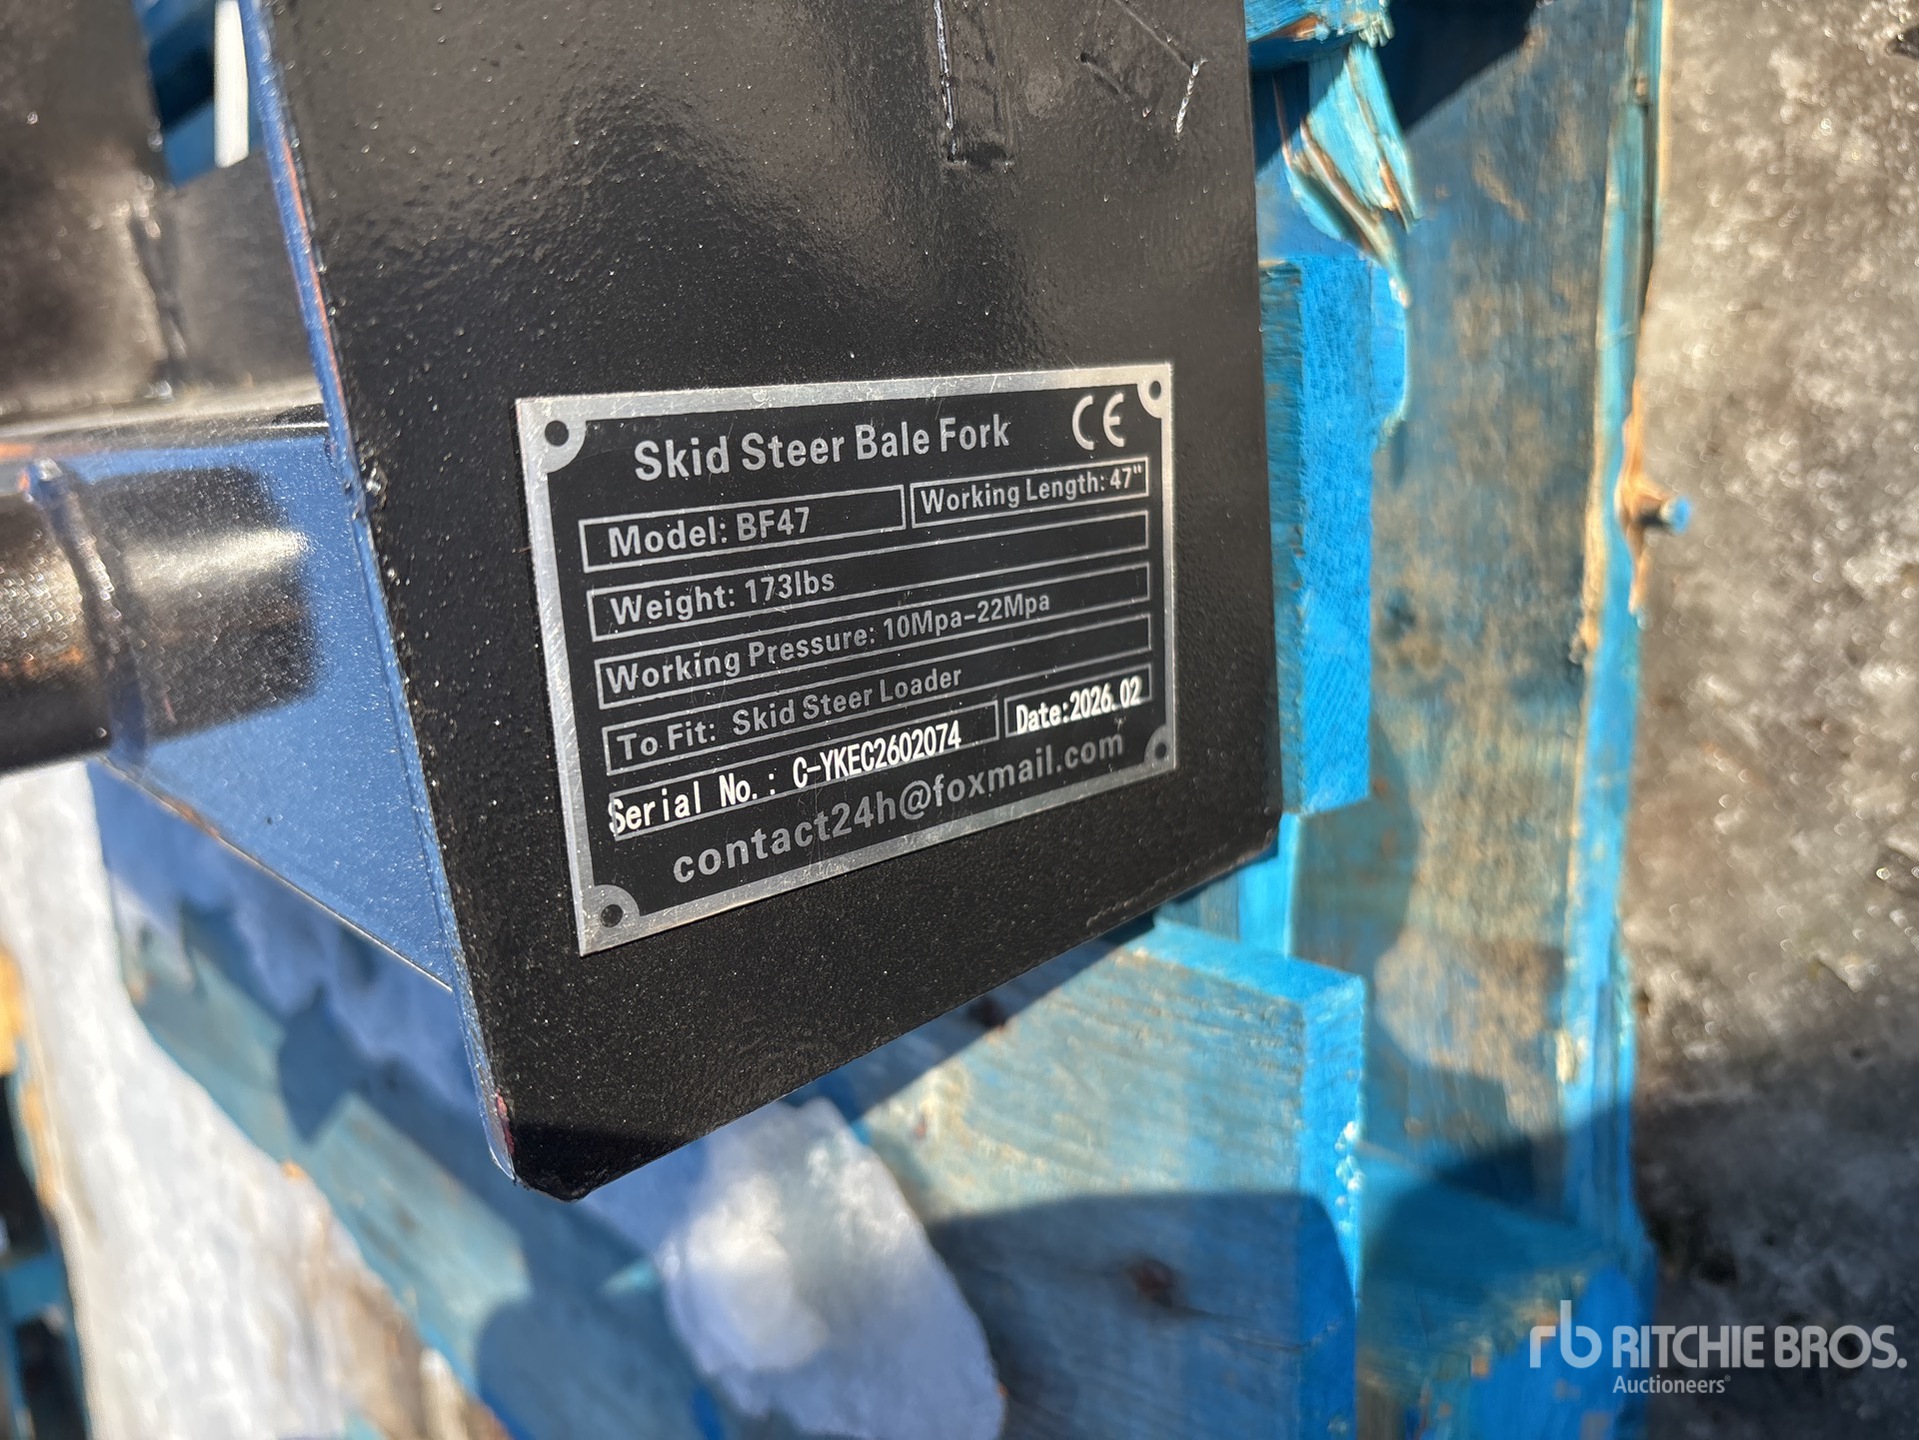 Skid Steer Bale Fork CE
Model: BF47 Working Length: 47"
Weight: 173lbs
Working Pressure: 10Mpa-22Mpa
To Fit: Skid Steer Loader
Serial No.: C-YKEC2602074 Date:2026.02
contact24h@foxmail.com
rb RITCHIE BROS.
Auctioneers®